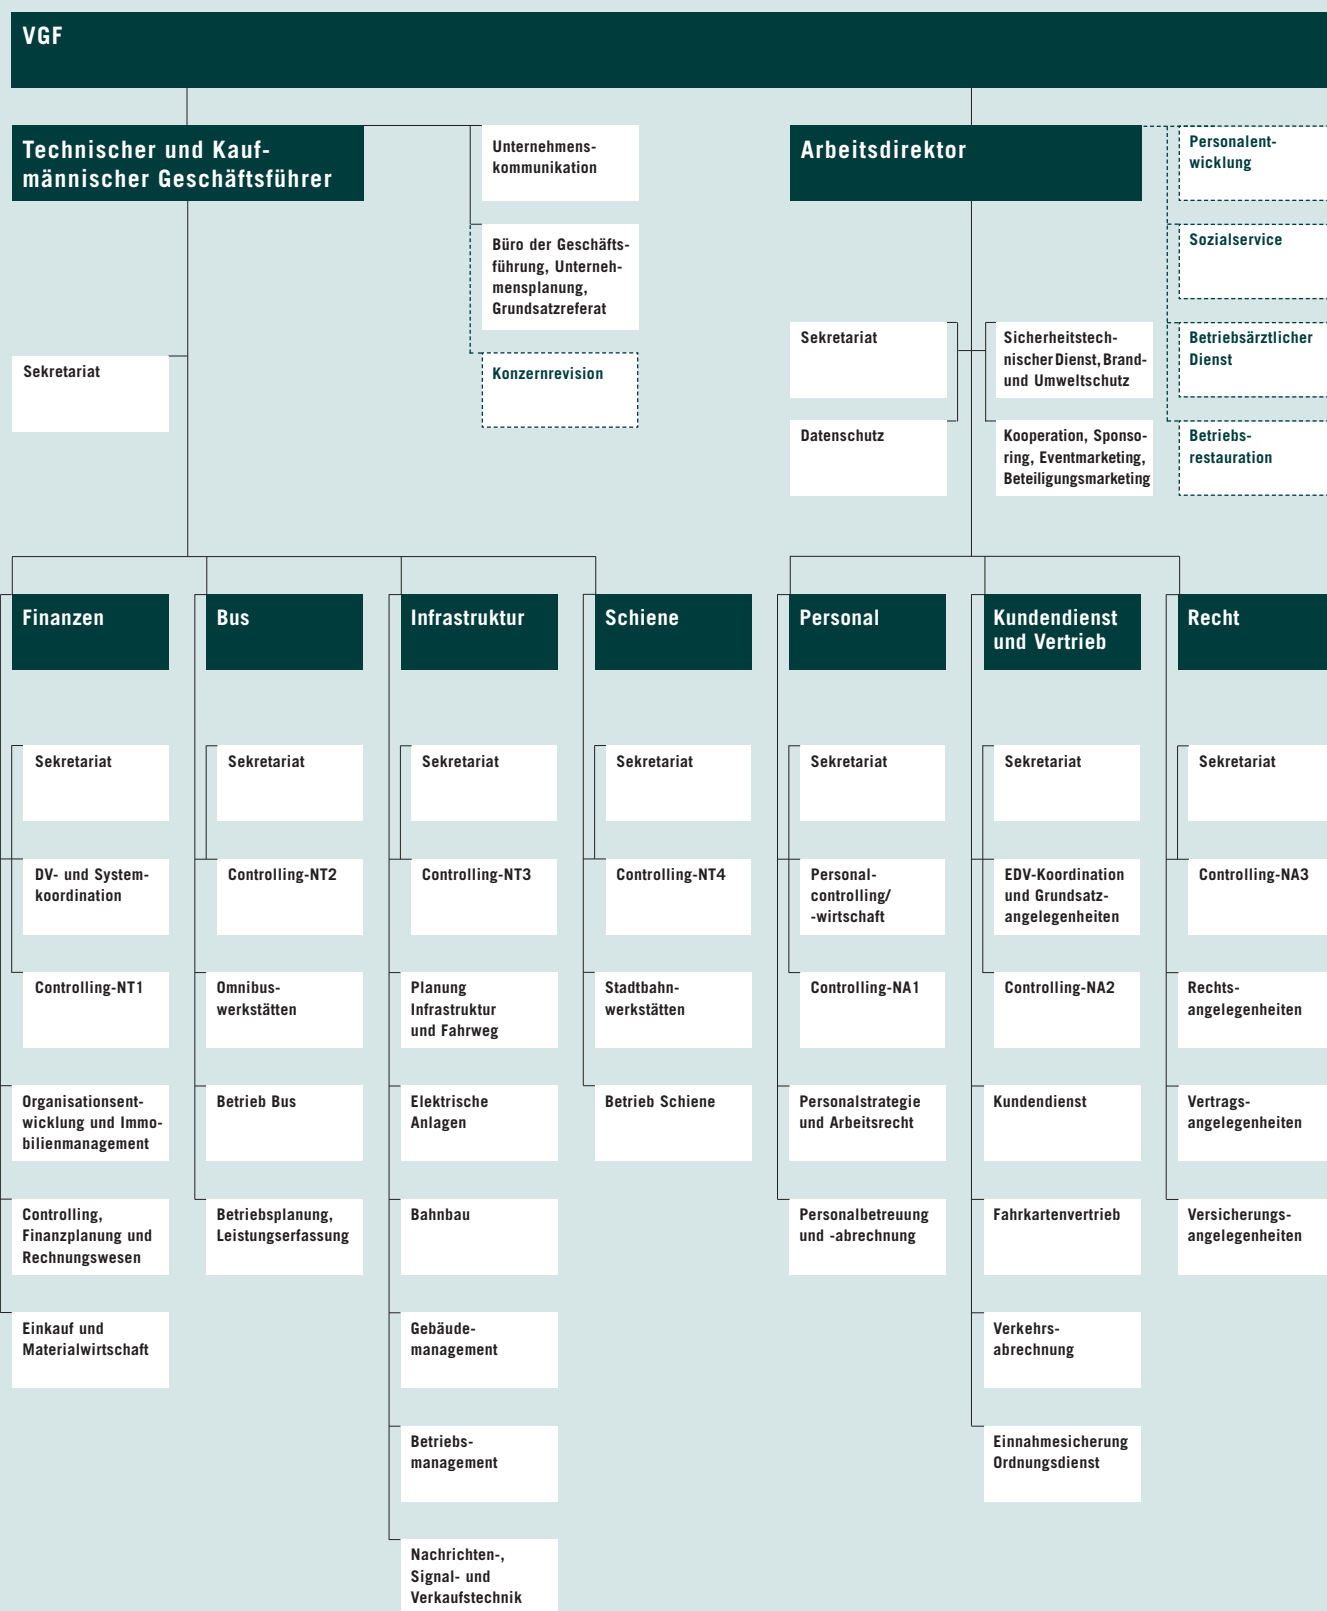 VGF
Technischer und Kauf-
männischer Geschäftsführer
Unternehmens-
kommunikation
Büro der Geschäfts-
führung, Unterneh-
mensplanung,
Grundsatzreferat
Konzernrevision
Sekretariat
Arbeitsdirektor
Personalent-
wicklung
Sozialservice
Sekretariat
Sicherheitstech-
nischer Dienst, Brand-
und Umweltschutz
Betriebsärztlicher
Dienst
Datenschutz
Kooperation, Sponso-
ring, Eventmarketing,
Beteiligungsmarketing
Betriebs-
restauration
Finanzen
Sekretariat
DV- und System-
koordination
Controlling-NT1
Organisationsent-
wicklung und Immo-
bilienmanagement
Controlling,
Finanzplanung und
Rechnungswesen
Einkauf und
Materialwirtschaft
Bus
Sekretariat
Controlling-NT2
Omnibus-
werkstätten
Betrieb Bus
Betriebsplanung,
Leistungserfassung
Infrastruktur
Sekretariat
Controlling-NT3
Planung
Infrastruktur
und Fahrweg
Elektrische
Anlagen
Bahnbau
Gebäude-
management
Betriebs-
management
Nachrichten-,
Signal- und
Verkaufstechnik
Schiene
Sekretariat
Controlling-NT4
Stadtbahn-
werkstätten
Betrieb Schiene
Personal
Sekretariat
Personal-
controlling/
-wirtschaft
Controlling-NA1
Personalstrategie
und Arbeitsrecht
Personalbetreuung
und -abrechnung
Kundendienst
und Vertrieb
Sekretariat
EDV-Koordination
und Grundsatz-
angelegenheiten
Controlling-NA2
Kundendienst
Fahrkartenvertrieb
Verkehrs-
abrechnung
Einnahmesicherung
Ordnungsdienst
Recht
Sekretariat
Controlling-NA3
Rechts-
angelegenheiten
Vertrags-
angelegenheiten
Versicherungs-
angelegenheiten